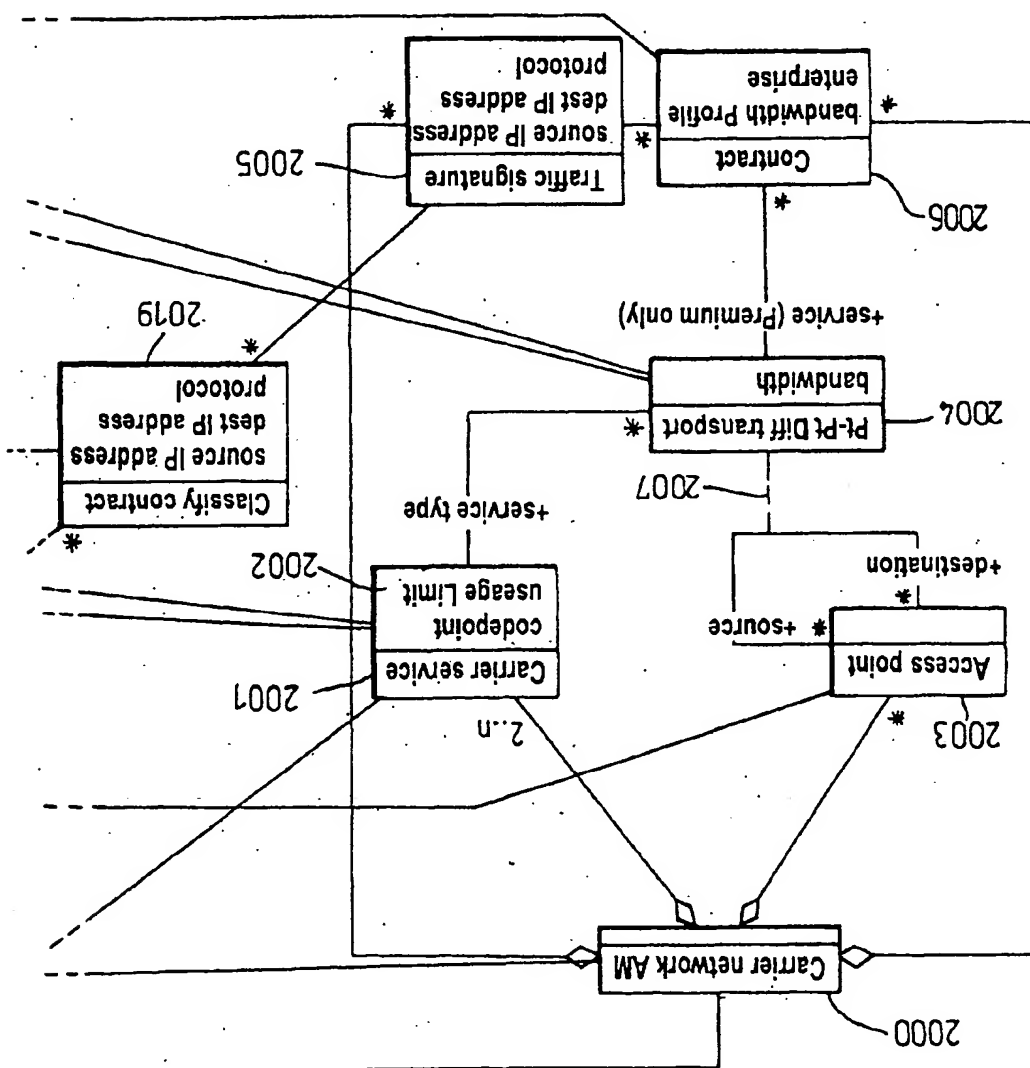 2000
Carrier network AM
2003
*
Access point
*
*
+source
+destination
2..n
2001
Carrier service
codepoint
useage Limit
2002
+service type
*
Classify contract
source IP address
dest IP address
protocol
*
2019
2007
2004
Pt-Pt Diff transport
*
bandwidth
+service (Premium only)
2006
*
Contract
bandwidth Profile
enterprise
*
*
2005
Traffic signature
source IP address
dest IP address
protocol
*